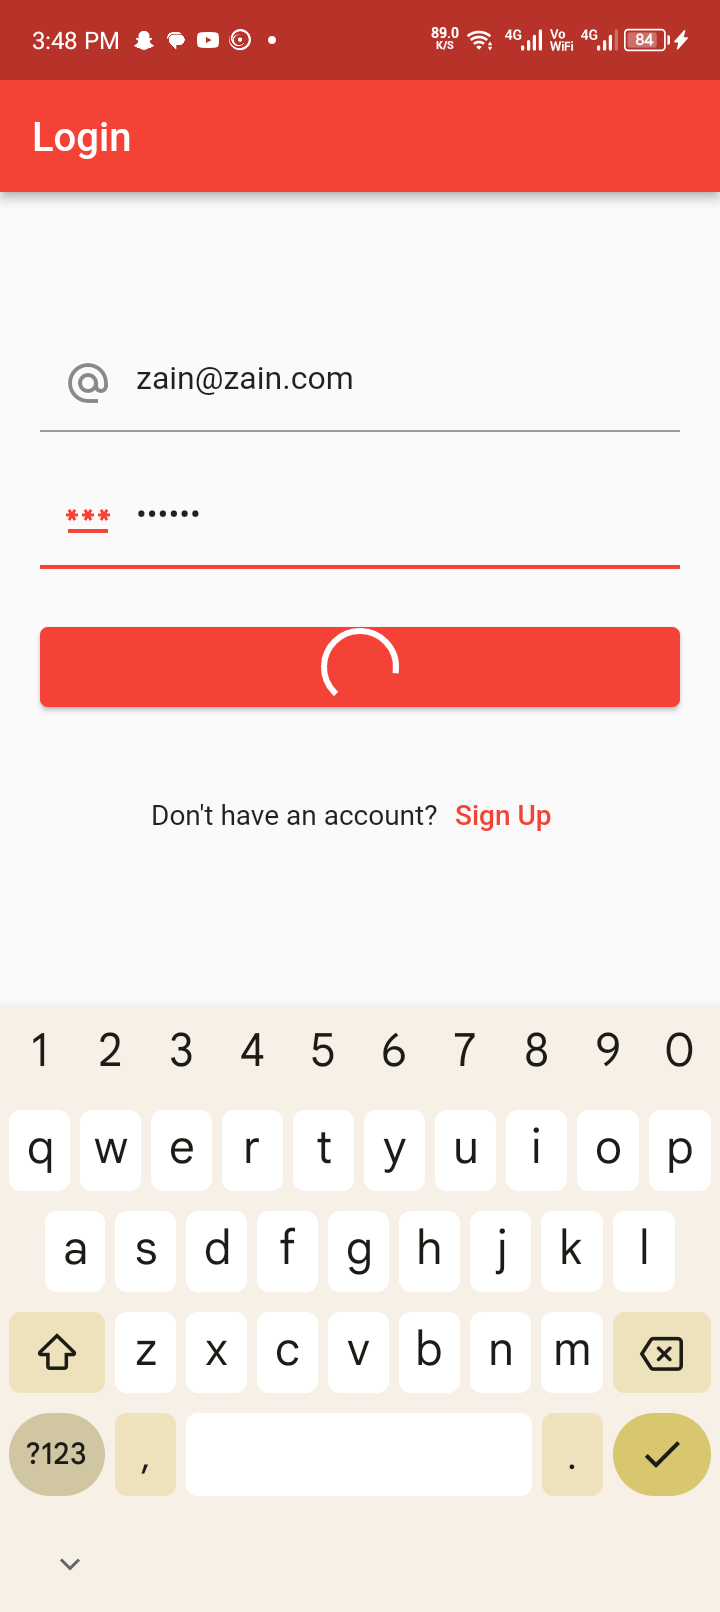 3:48 PM 89.0 K/S 4G Vo WiFi 4G 84
Login
zain@zain.com
••••••
Don't have an account? Sign Up
1 2 3 4 5 6 7 8 9 0
q w e r t y u i o p
a s d f g h j k l
z x c v b n m
?123 , .